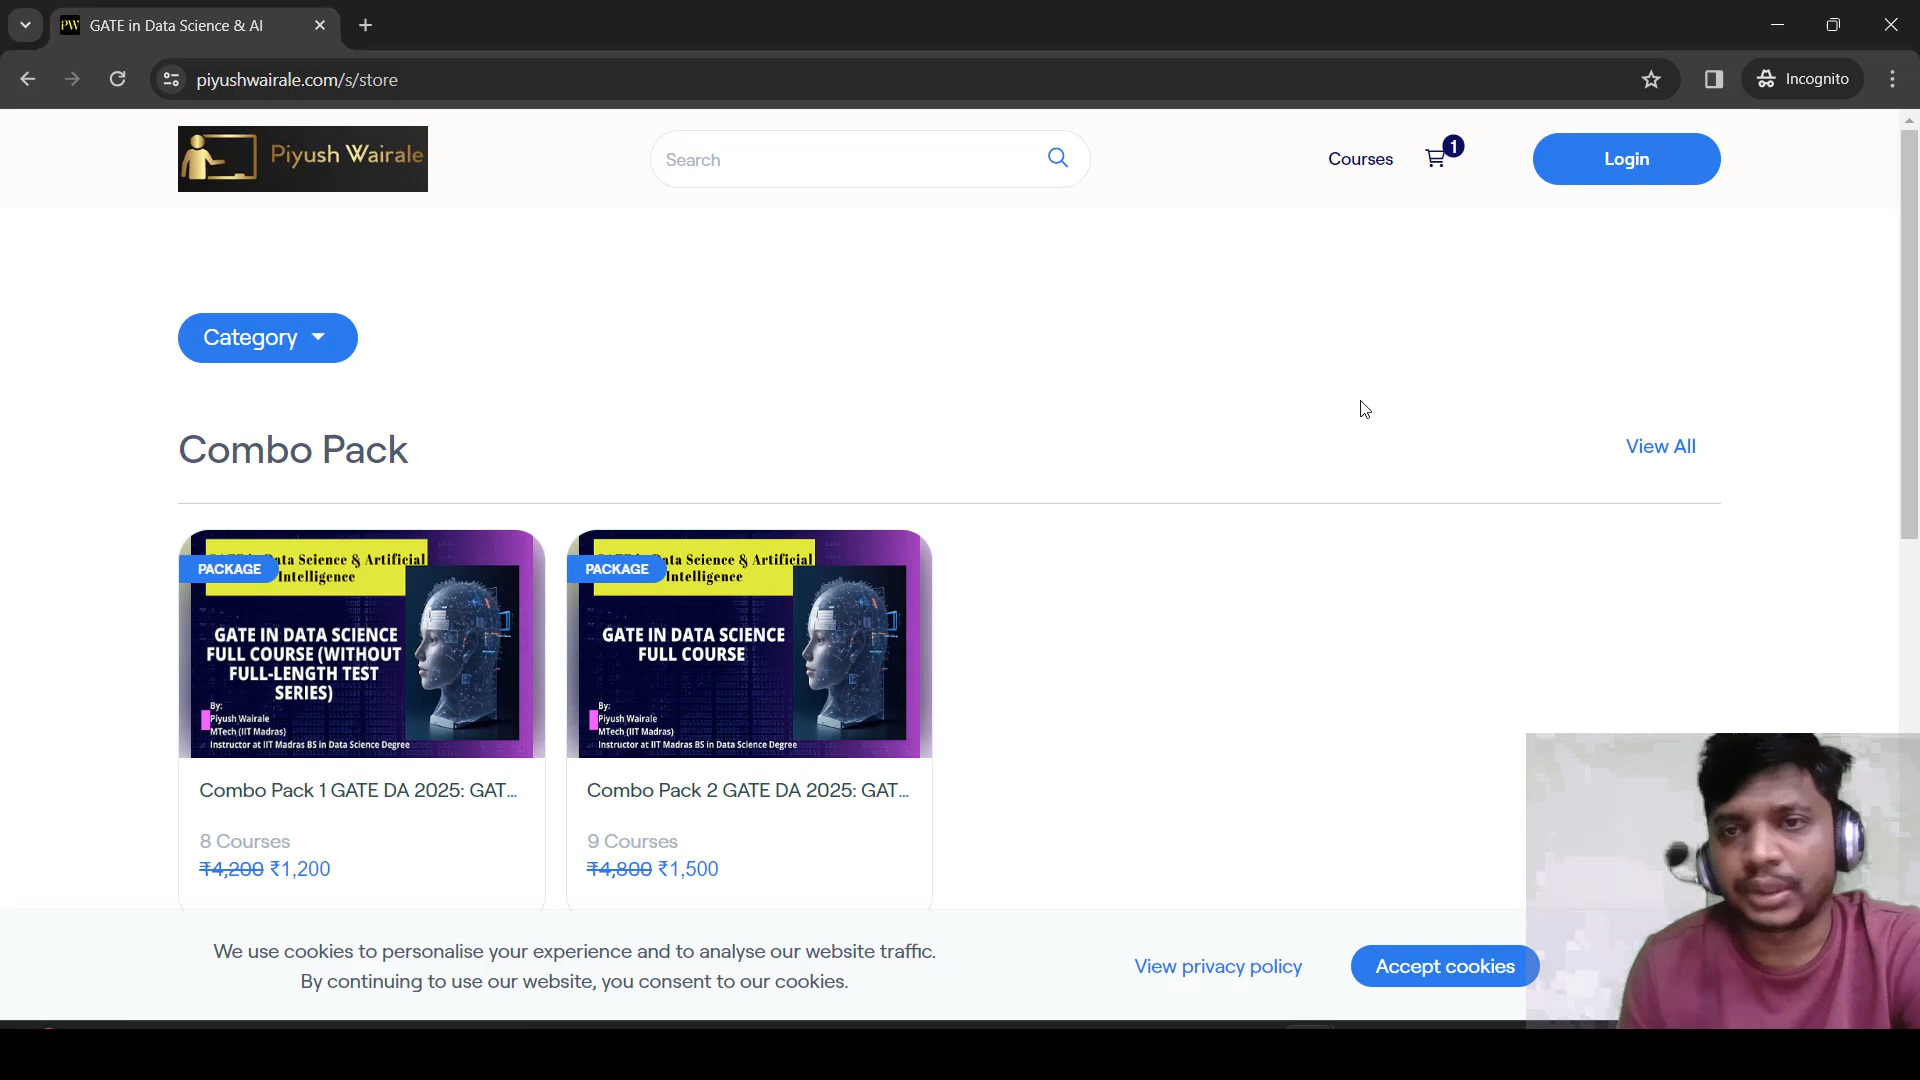 PW GATE in Data Science & AI
piyushwairale.com/s/store
Incognito
Piyush Wairale
Search
Courses
1
Login
Category
Combo Pack
View All
PACKAGE
ata Science & Artificial
Intelligence
GATE IN DATA SCIENCE
FULL COURSE (WITHOUT
FULL-LENGTH TEST
SERIES)
By:
Piyush Wairale
MTech (IIT Madras)
Instructor at IIT Madras BS in Data Science Degree
Combo Pack 1 GATE DA 2025: GAT...
8 Courses
₹4,200 ₹1,200
PACKAGE
ata Science & Artificial
Intelligence
GATE IN DATA SCIENCE
FULL COURSE
By:
Piyush Wairale
MTech (IIT Madras)
Instructor at IIT Madras BS in Data Science Degree
Combo Pack 2 GATE DA 2025: GAT...
9 Courses
₹4,800 ₹1,500
We use cookies to personalise your experience and to analyse our website traffic.
By continuing to use our website, you consent to our cookies.
View privacy policy
Accept cookies